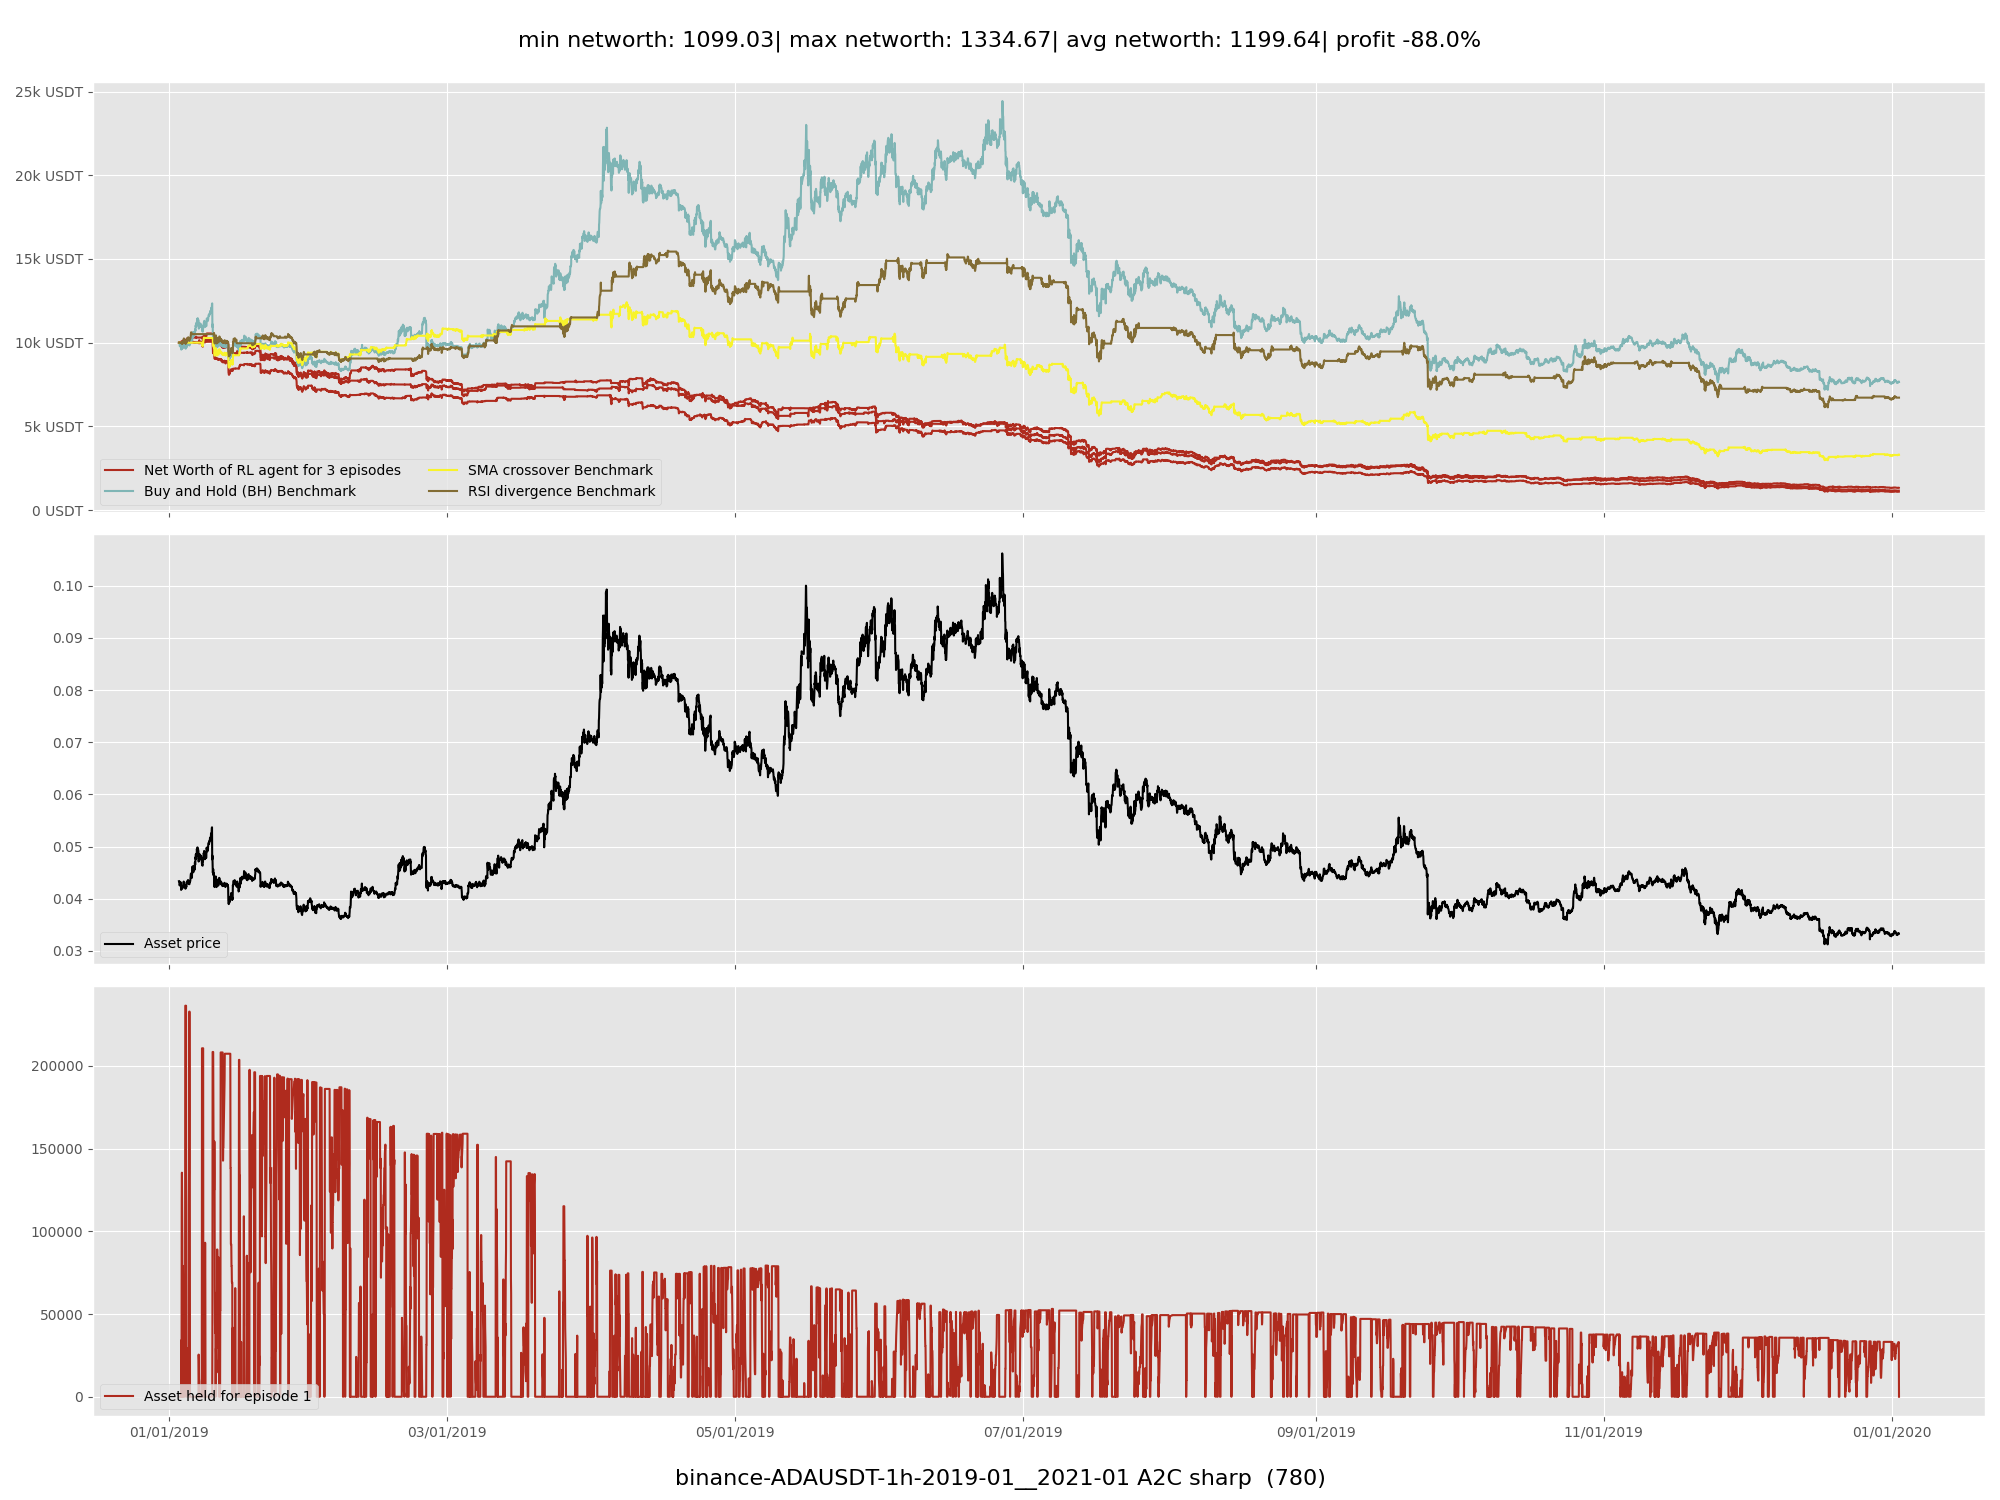 min networth: 1099.03| max networth: 1334.67| avg networth: 1199.64| profit -88.0%
25k USDT
20k USDT
15k USDT
10k USDT
5k USDT
0 USDT
Net Worth of RL agent for 3 episodes
Buy and Hold (BH) Benchmark
SMA crossover Benchmark
RSI divergence Benchmark
0.10
0.09
0.08
0.07
0.06
0.05
0.04
0.03
Asset price
200000
150000
100000
50000
0
Asset held for episode 1
01/01/2019 03/01/2019 05/01/2019 07/01/2019 09/01/2019 11/01/2019 01/01/2020
binance-ADAUSDT-1h-2019-01__2021-01 A2C sharp (780)